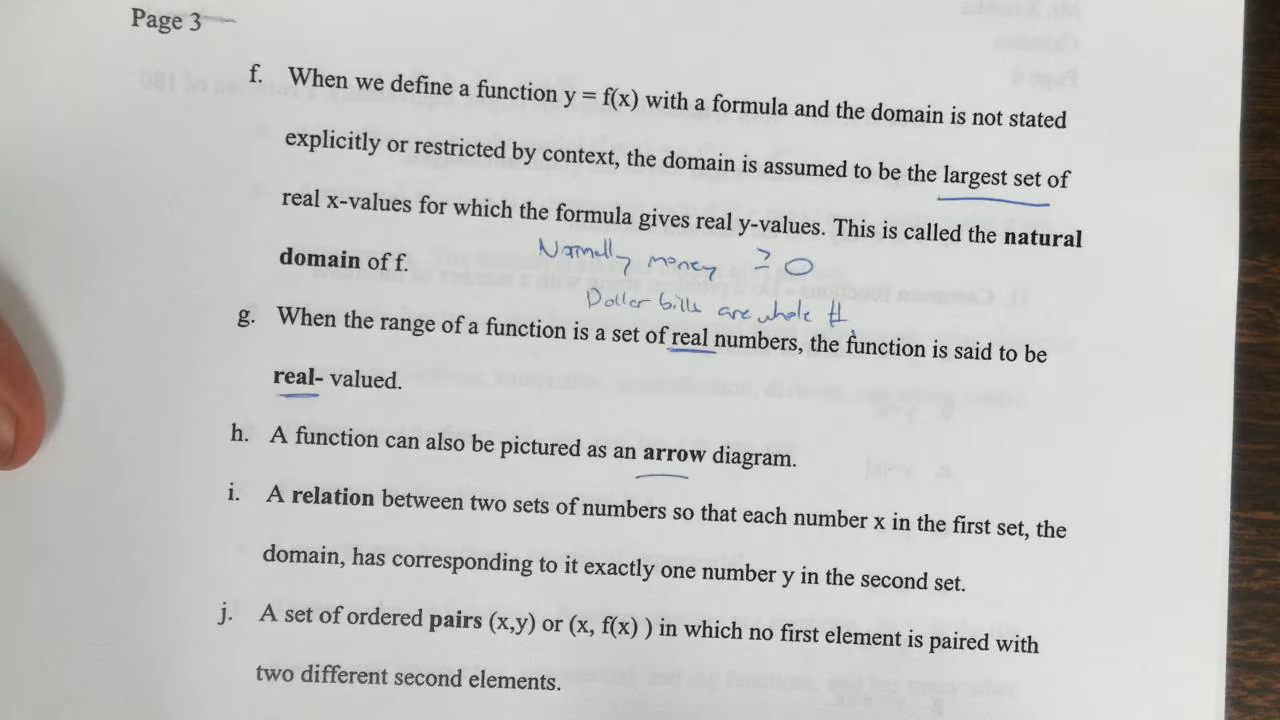 Page 3
f. When we define a function y = f(x) with a formula and the domain is not stated
explicitly or restricted by context, the domain is assumed to be the largest set of
real x-values for which the formula gives real y-values. This is called the natural
domain of f. Normally money ≥ 0
Dollar bills are whole #
g. When the range of a function is a set of real numbers, the function is said to be
real- valued.
h. A function can also be pictured as an arrow diagram.
i. A relation between two sets of numbers so that each number x in the first set, the
domain, has corresponding to it exactly one number y in the second set.
j. A set of ordered pairs (x,y) or (x, f(x) ) in which no first element is paired with
two different second elements.